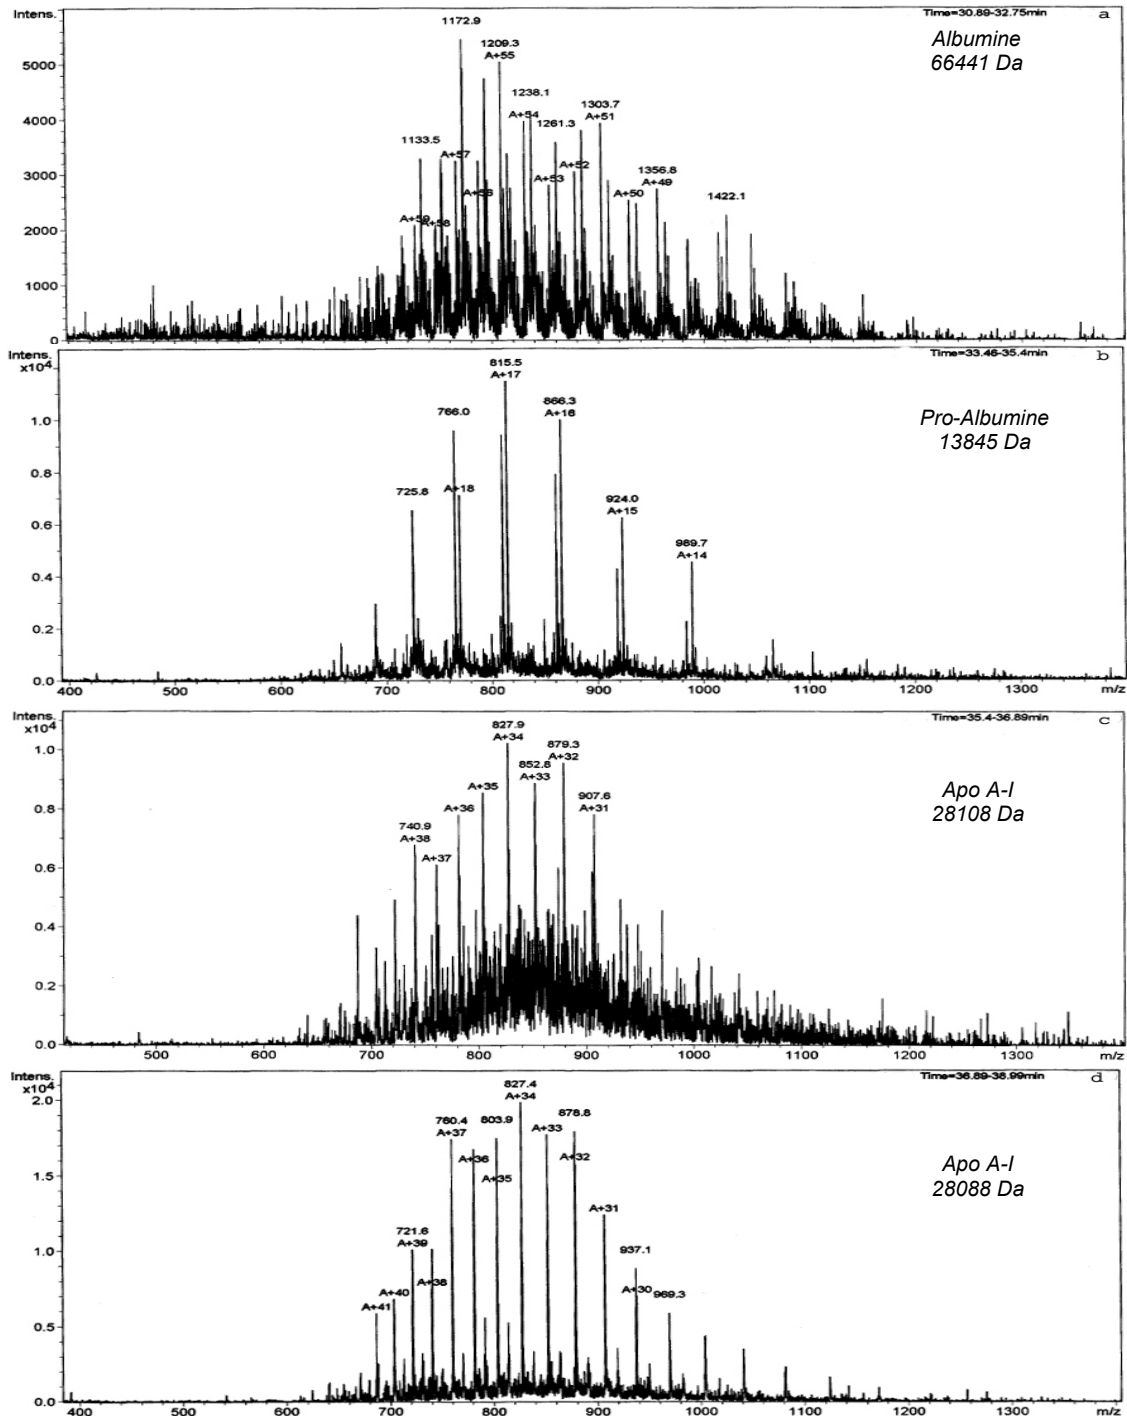 Intens.
Time=30.89-32.75min
a
Albumine
66441 Da
1172.9
1209.3
A+55
1238.1
A+54
1261.3
1303.7
A+51
1133.5
A+57
A+52
A+53
1356.8
A+49
A+56
A+50
1422.1
A+59
A+58
5000
4000
3000
2000
1000
0
Intens.
x10⁴
Time=33.46-35.4min
b
Pro-Albumine
13845 Da
815.5
A+17
766.0
866.3
A+16
725.8
A+18
924.0
A+15
989.7
A+14
1.0
0.8
0.6
0.4
0.2
0.0
400 500 600 700 800 900 1000 1100 1200 1300 m/z
Intens.
x10⁴
Time=35.4-36.89min
c
Apo A-I
28108 Da
827.9
A+34
879.3
A+32
852.8
A+33
A+35
907.6
A+31
A+36
740.9
A+38
A+37
1.0
0.8
0.6
0.4
0.2
0.0
500 600 700 800 900 1000 1100 1200 1300 m/z
Intens.
x10⁴
Time=36.89-38.99min
d
Apo A-I
28088 Da
827.4
A+34
760.4
A+37
803.9
878.8
A+33
A+36
A+32
A+35
A+31
721.6
A+39
937.1
A+38
A+30
969.3
A+40
A+41
2.0
1.5
1.0
0.5
0.0
400 500 600 700 800 900 1000 1100 1200 1300 m/z